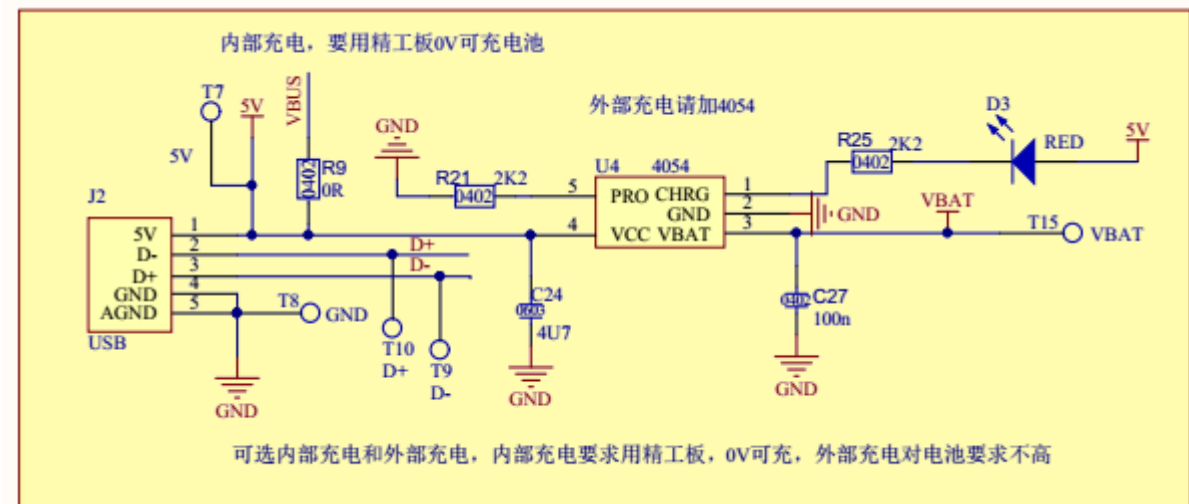 内部充电，要用精工板0V可充电池
T7
5V
VBUS
5V
R9
0402
0R
GND
R21
2K2
0402
外部充电请加4054
U4
4054
5
PRO
CHRG
1
GND
2
4
VCC
VBAT
3
GND
R25
2K2
0402
D3
RED
5V
VBAT
T15
VBAT
J2
5V
1
D-
2
D+
3
GND
4
AGND
5
USB
D+
D-
T8
GND
T10
D+
T9
D-
GND
C24
0603
4U7
GND
C27
0402
100n
GND
可选内部充电和外部充电，内部充电要求用精工板，0V可充，外部充电对电池要求不高